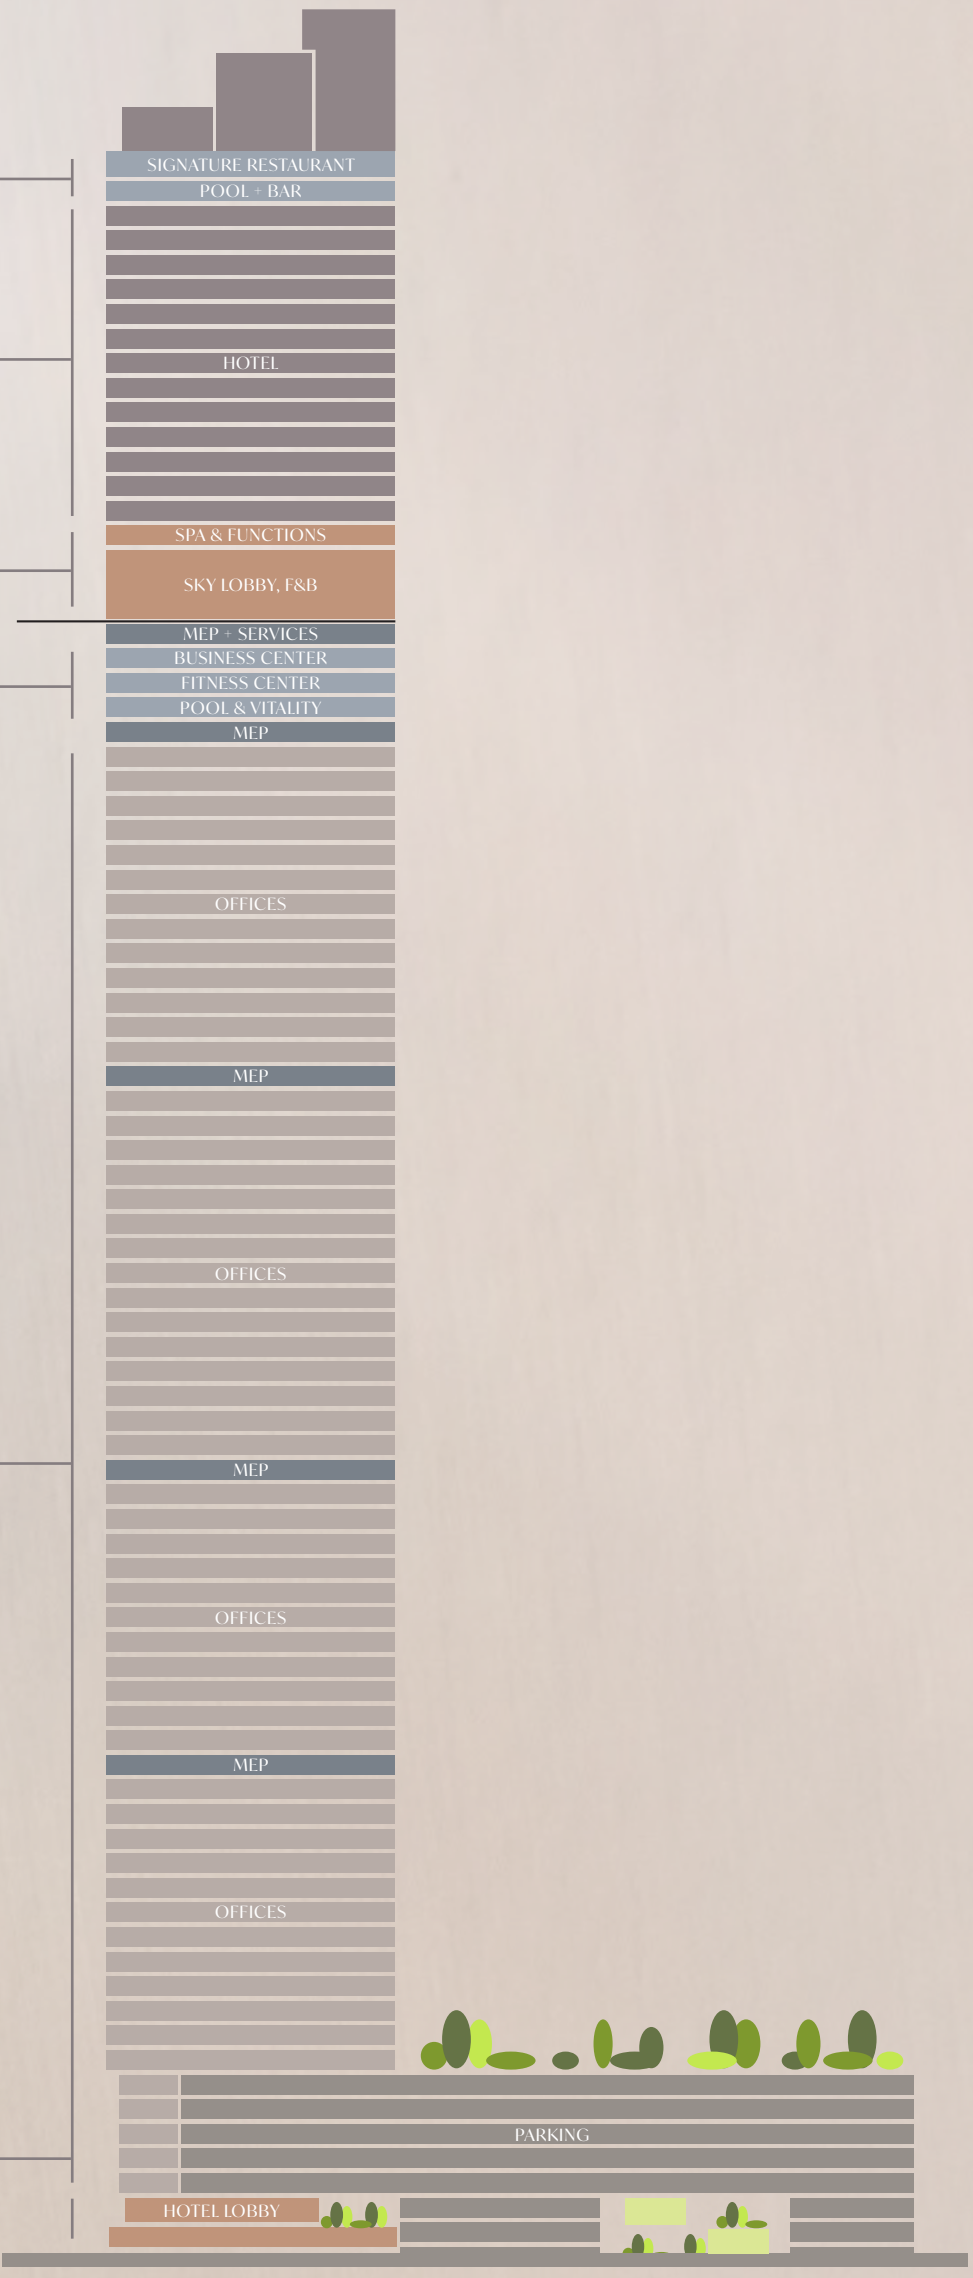 SIGNATURE RESTAURANT
POOL + BAR
HOTEL
SPA & FUNCTIONS
SKY LOBBY, F&B
MEP + SERVICES
BUSINESS CENTER
FITNESS CENTER
POOL & VITALITY
MEP
OFFICES
MEP
OFFICES
MEP
OFFICES
MEP
OFFICES
PARKING
HOTEL LOBBY